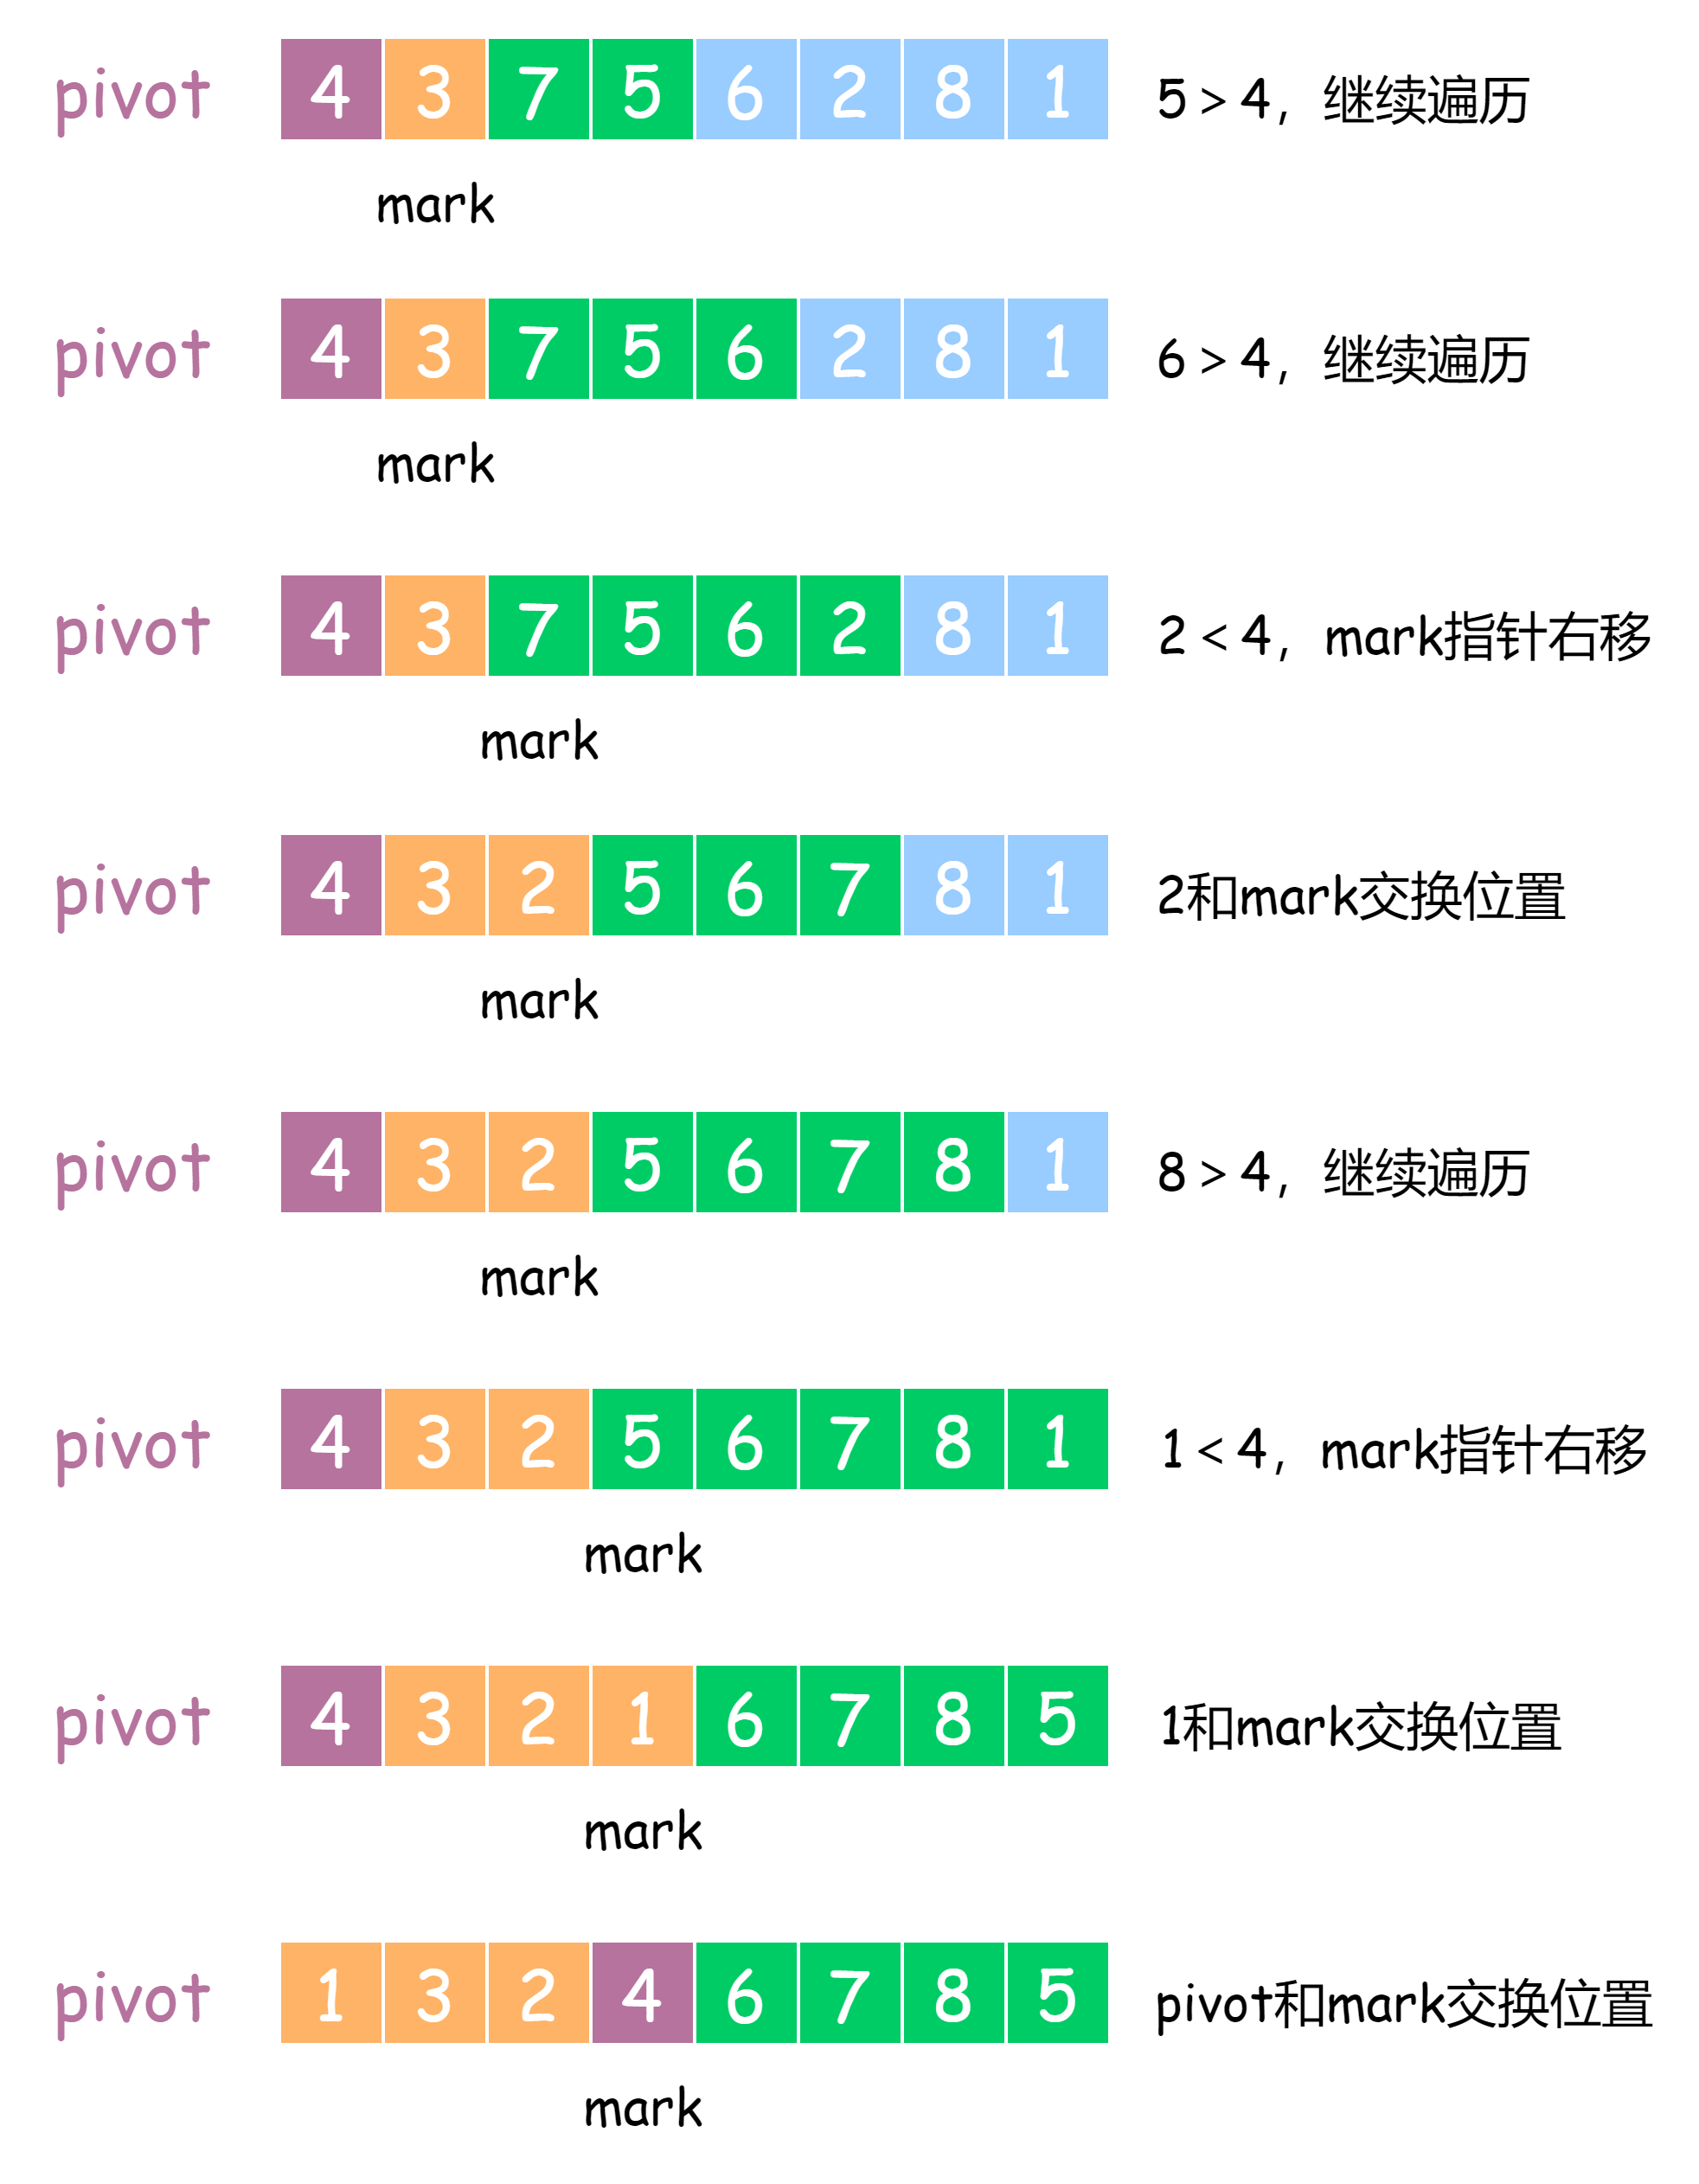 pivot 4 3 7 5 6 2 8 1 5 > 4，继续遍历
mark
pivot 4 3 7 5 6 2 8 1 6 > 4，继续遍历
mark
pivot 4 3 7 5 6 2 8 1 2 < 4，mark指针右移
mark
pivot 4 3 2 5 6 7 8 1 2和mark交换位置
mark
pivot 4 3 2 5 6 7 8 1 8 > 4，继续遍历
mark
pivot 4 3 2 5 6 7 8 1 1 < 4，mark指针右移
mark
pivot 4 3 2 1 6 7 8 5 1和mark交换位置
mark
pivot 1 3 2 4 6 7 8 5 pivot和mark交换位置
mark